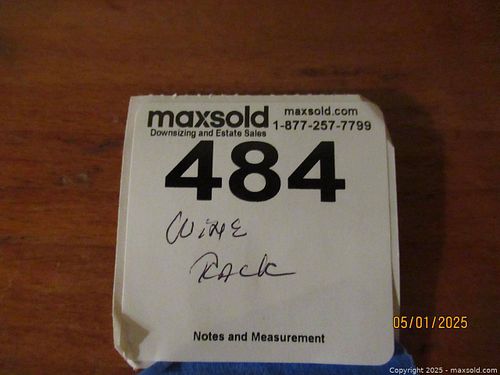 maxsold maxsold.com
Downsizing and Estate Sales 1-877-257-7799
484
Wine
Rack
Notes and Measurement
05/01/2025
Copyright © 2025 - maxsold.com